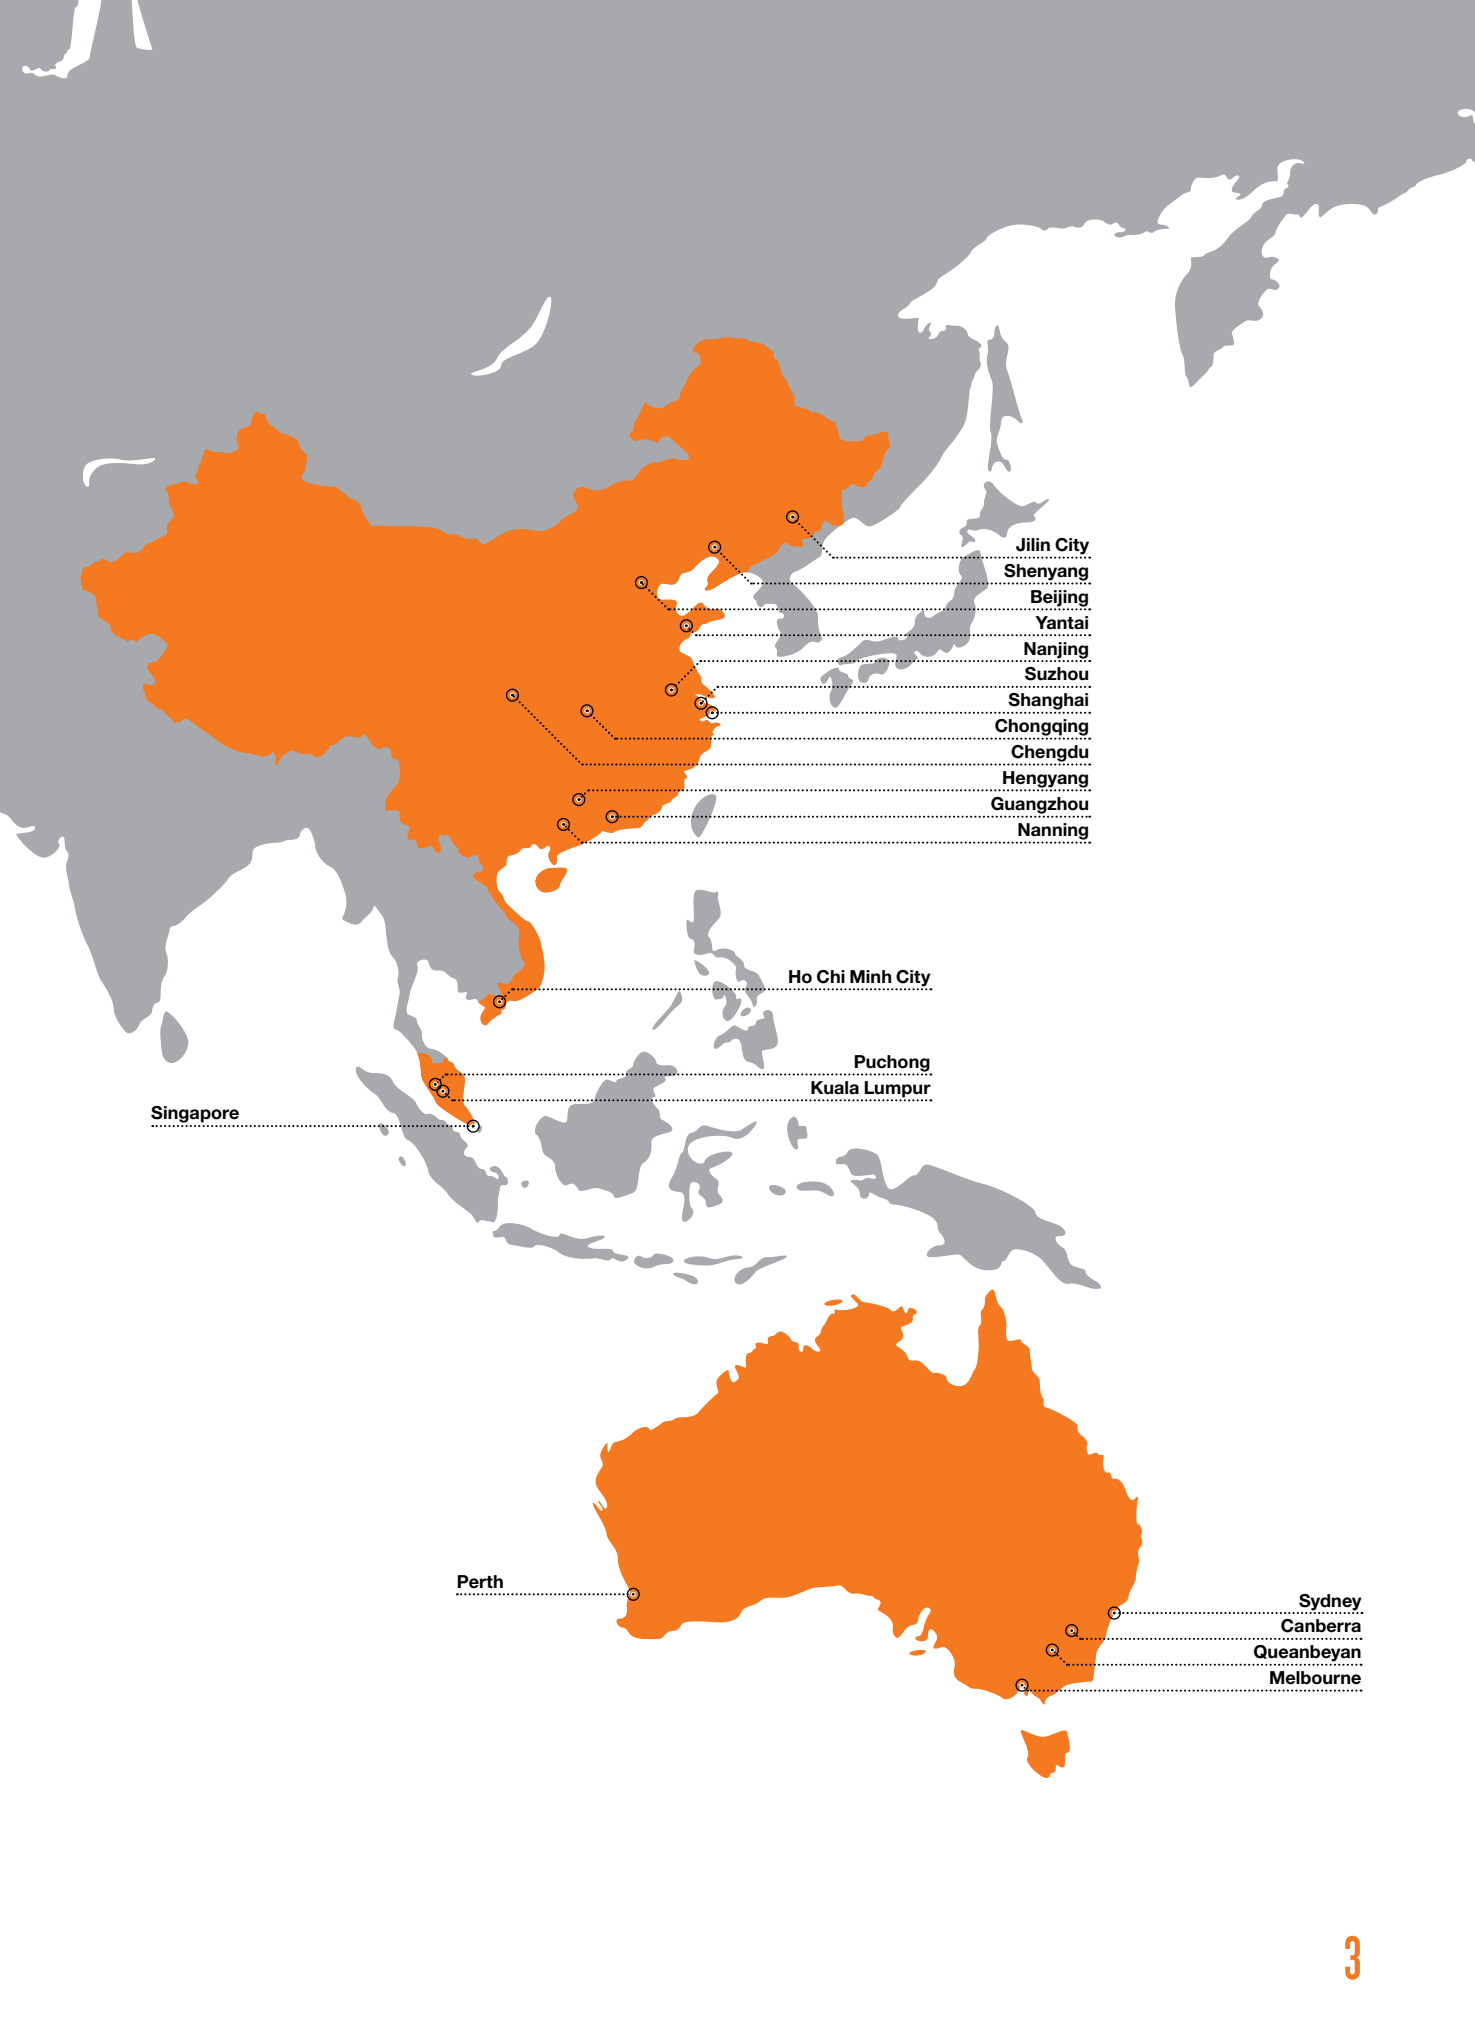 Jilin City
Shenyang
Beijing
Yantai
Nanjing
Suzhou
Shanghai
Chongqing
Chengdu
Hengyang
Guangzhou
Nanning
Ho Chi Minh City
Puchong
Kuala Lumpur
Singapore
Perth
Sydney
Canberra
Queanbeyan
Melbourne
3